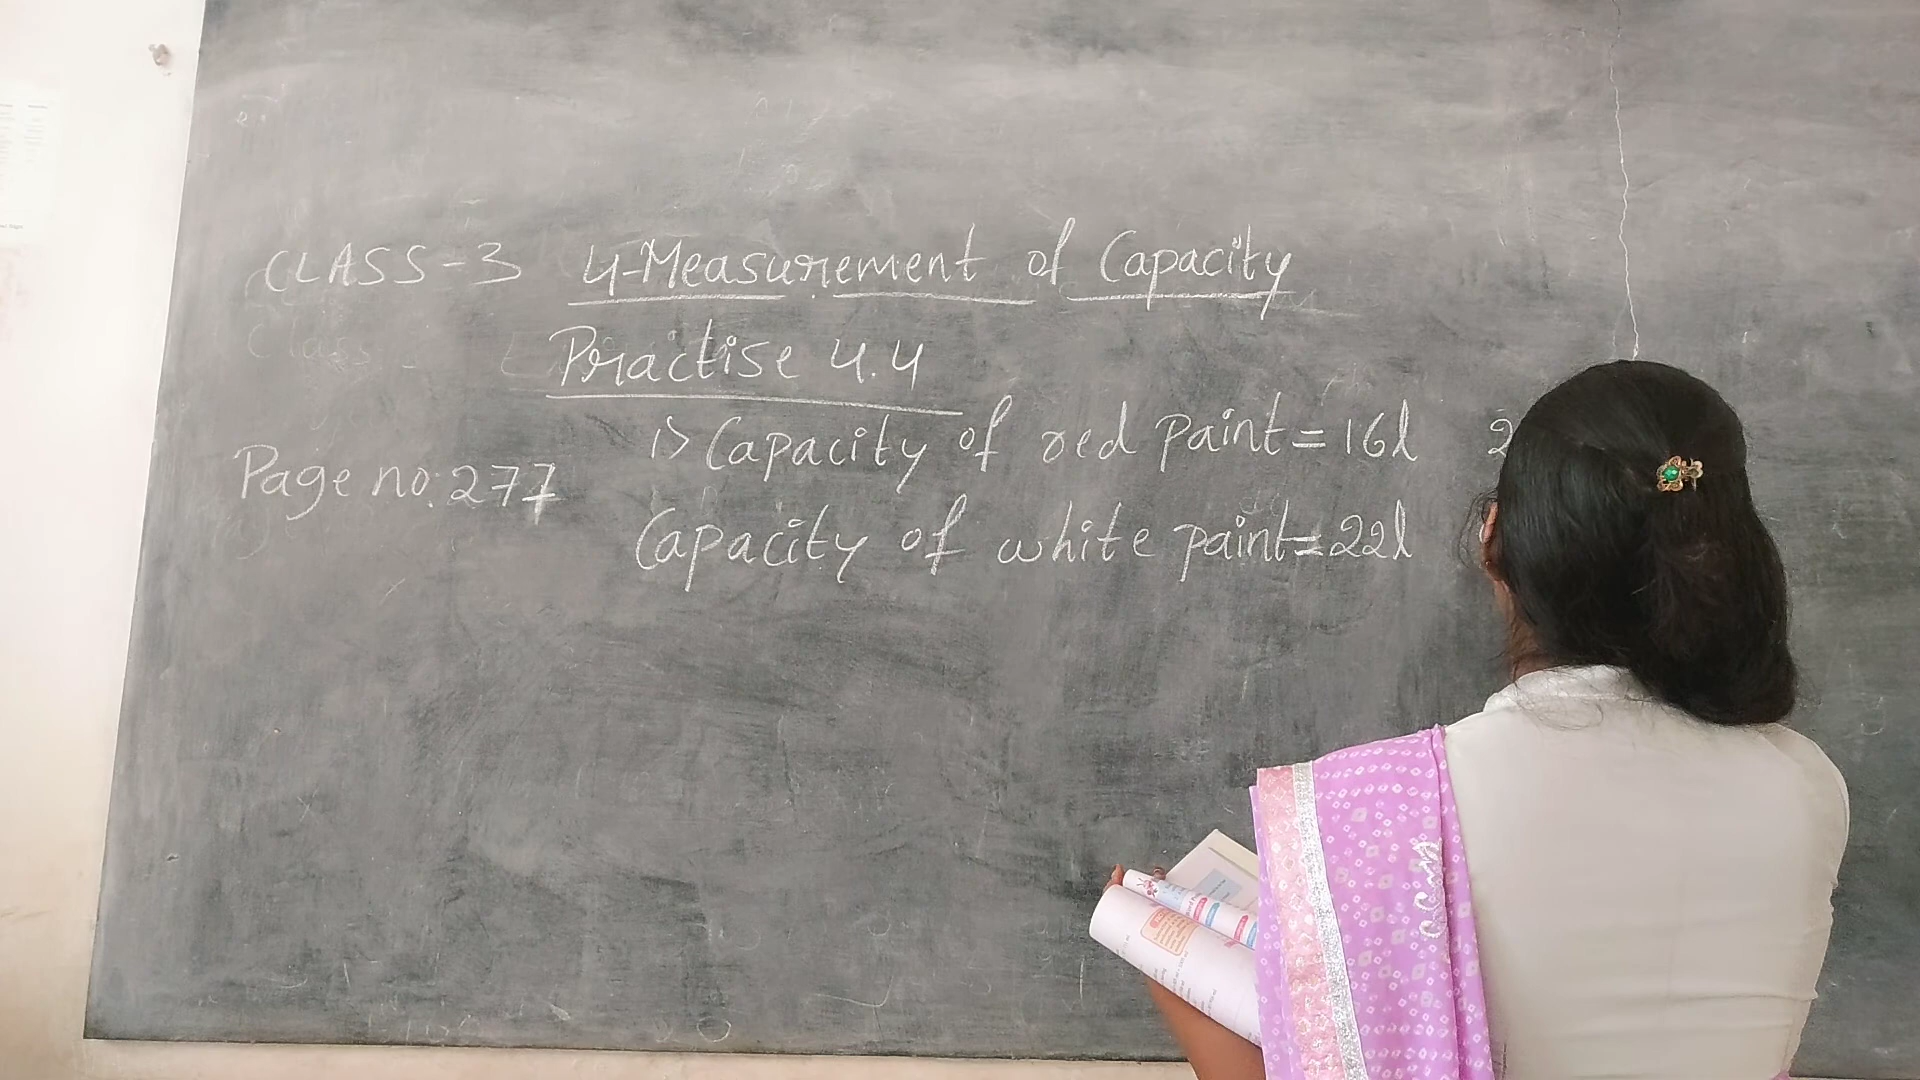 CLASS-3 4-Measurement of Capacity
Practise 4.4
Page no: 277
1> Capacity of red paint = 16l
Capacity of white paint = 22l